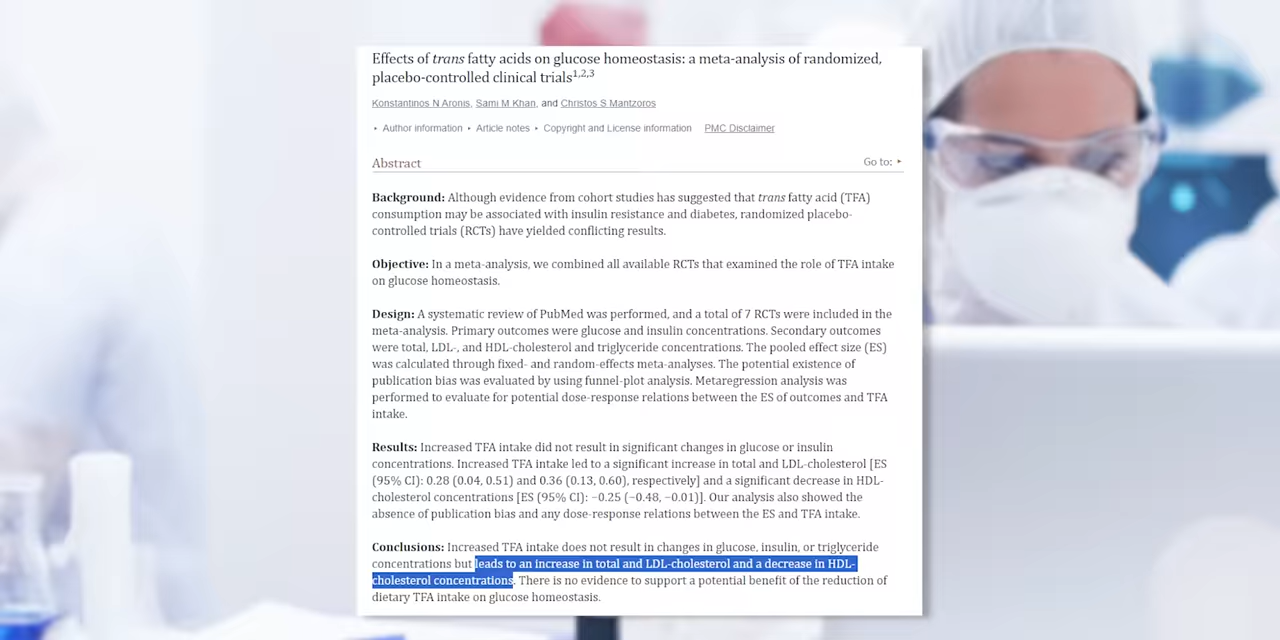 Effects of trans fatty acids on glucose homeostasis: a meta-analysis of randomized,
placebo-controlled clinical trials1,2,3
Konstantinos N Aronis, Sami M Khan, and Christos S Mantzoros
• Author information • Article notes • Copyright and License information PMC Disclaimer
Abstract Go to: ▸
Background: Although evidence from cohort studies has suggested that trans fatty acid (TFA)
consumption may be associated with insulin resistance and diabetes, randomized placebo-
controlled trials (RCTs) have yielded conflicting results.
Objective: In a meta-analysis, we combined all available RCTs that examined the role of TFA intake
on glucose homeostasis.
Design: A systematic review of PubMed was performed, and a total of 7 RCTs were included in the
meta-analysis. Primary outcomes were glucose and insulin concentrations. Secondary outcomes
were total, LDL-, and HDL-cholesterol and triglyceride concentrations. The pooled effect size (ES)
was calculated through fixed- and random-effects meta-analyses. The potential existence of
publication bias was evaluated by using funnel-plot analysis. Metaregression analysis was
performed to evaluate for potential dose-response relations between the ES of outcomes and TFA
intake.
Results: Increased TFA intake did not result in significant changes in glucose or insulin
concentrations. Increased TFA intake led to a significant increase in total and LDL-cholesterol [ES
(95% CI): 0.28 (0.04, 0.51) and 0.36 (0.13, 0.60), respectively] and a significant decrease in HDL-
cholesterol concentrations [ES (95% CI): −0.25 (−0.48, −0.01)]. Our analysis also showed the
absence of publication bias and any dose-response relations between the ES and TFA intake.
Conclusions: Increased TFA intake does not result in changes in glucose, insulin, or triglyceride
concentrations but leads to an increase in total and LDL-cholesterol and a decrease in HDL-
cholesterol concentrations. There is no evidence to support a potential benefit of the reduction of
dietary TFA intake on glucose homeostasis.